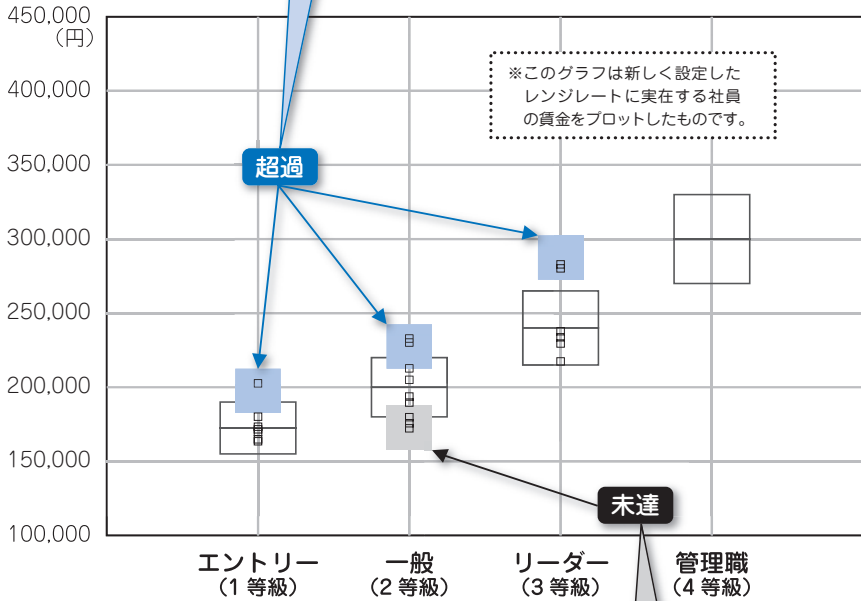 450,000
（円）
400,000
350,000
300,000
250,000
200,000
150,000
100,000
※このグラフは新しく設定した
レンジレートに実在する社員
の賃金をプロットしたものです。
超過
未達
エントリー
（1 等級）
一般
（2 等級）
リーダー
（3 等級）
管理職
（4 等級）